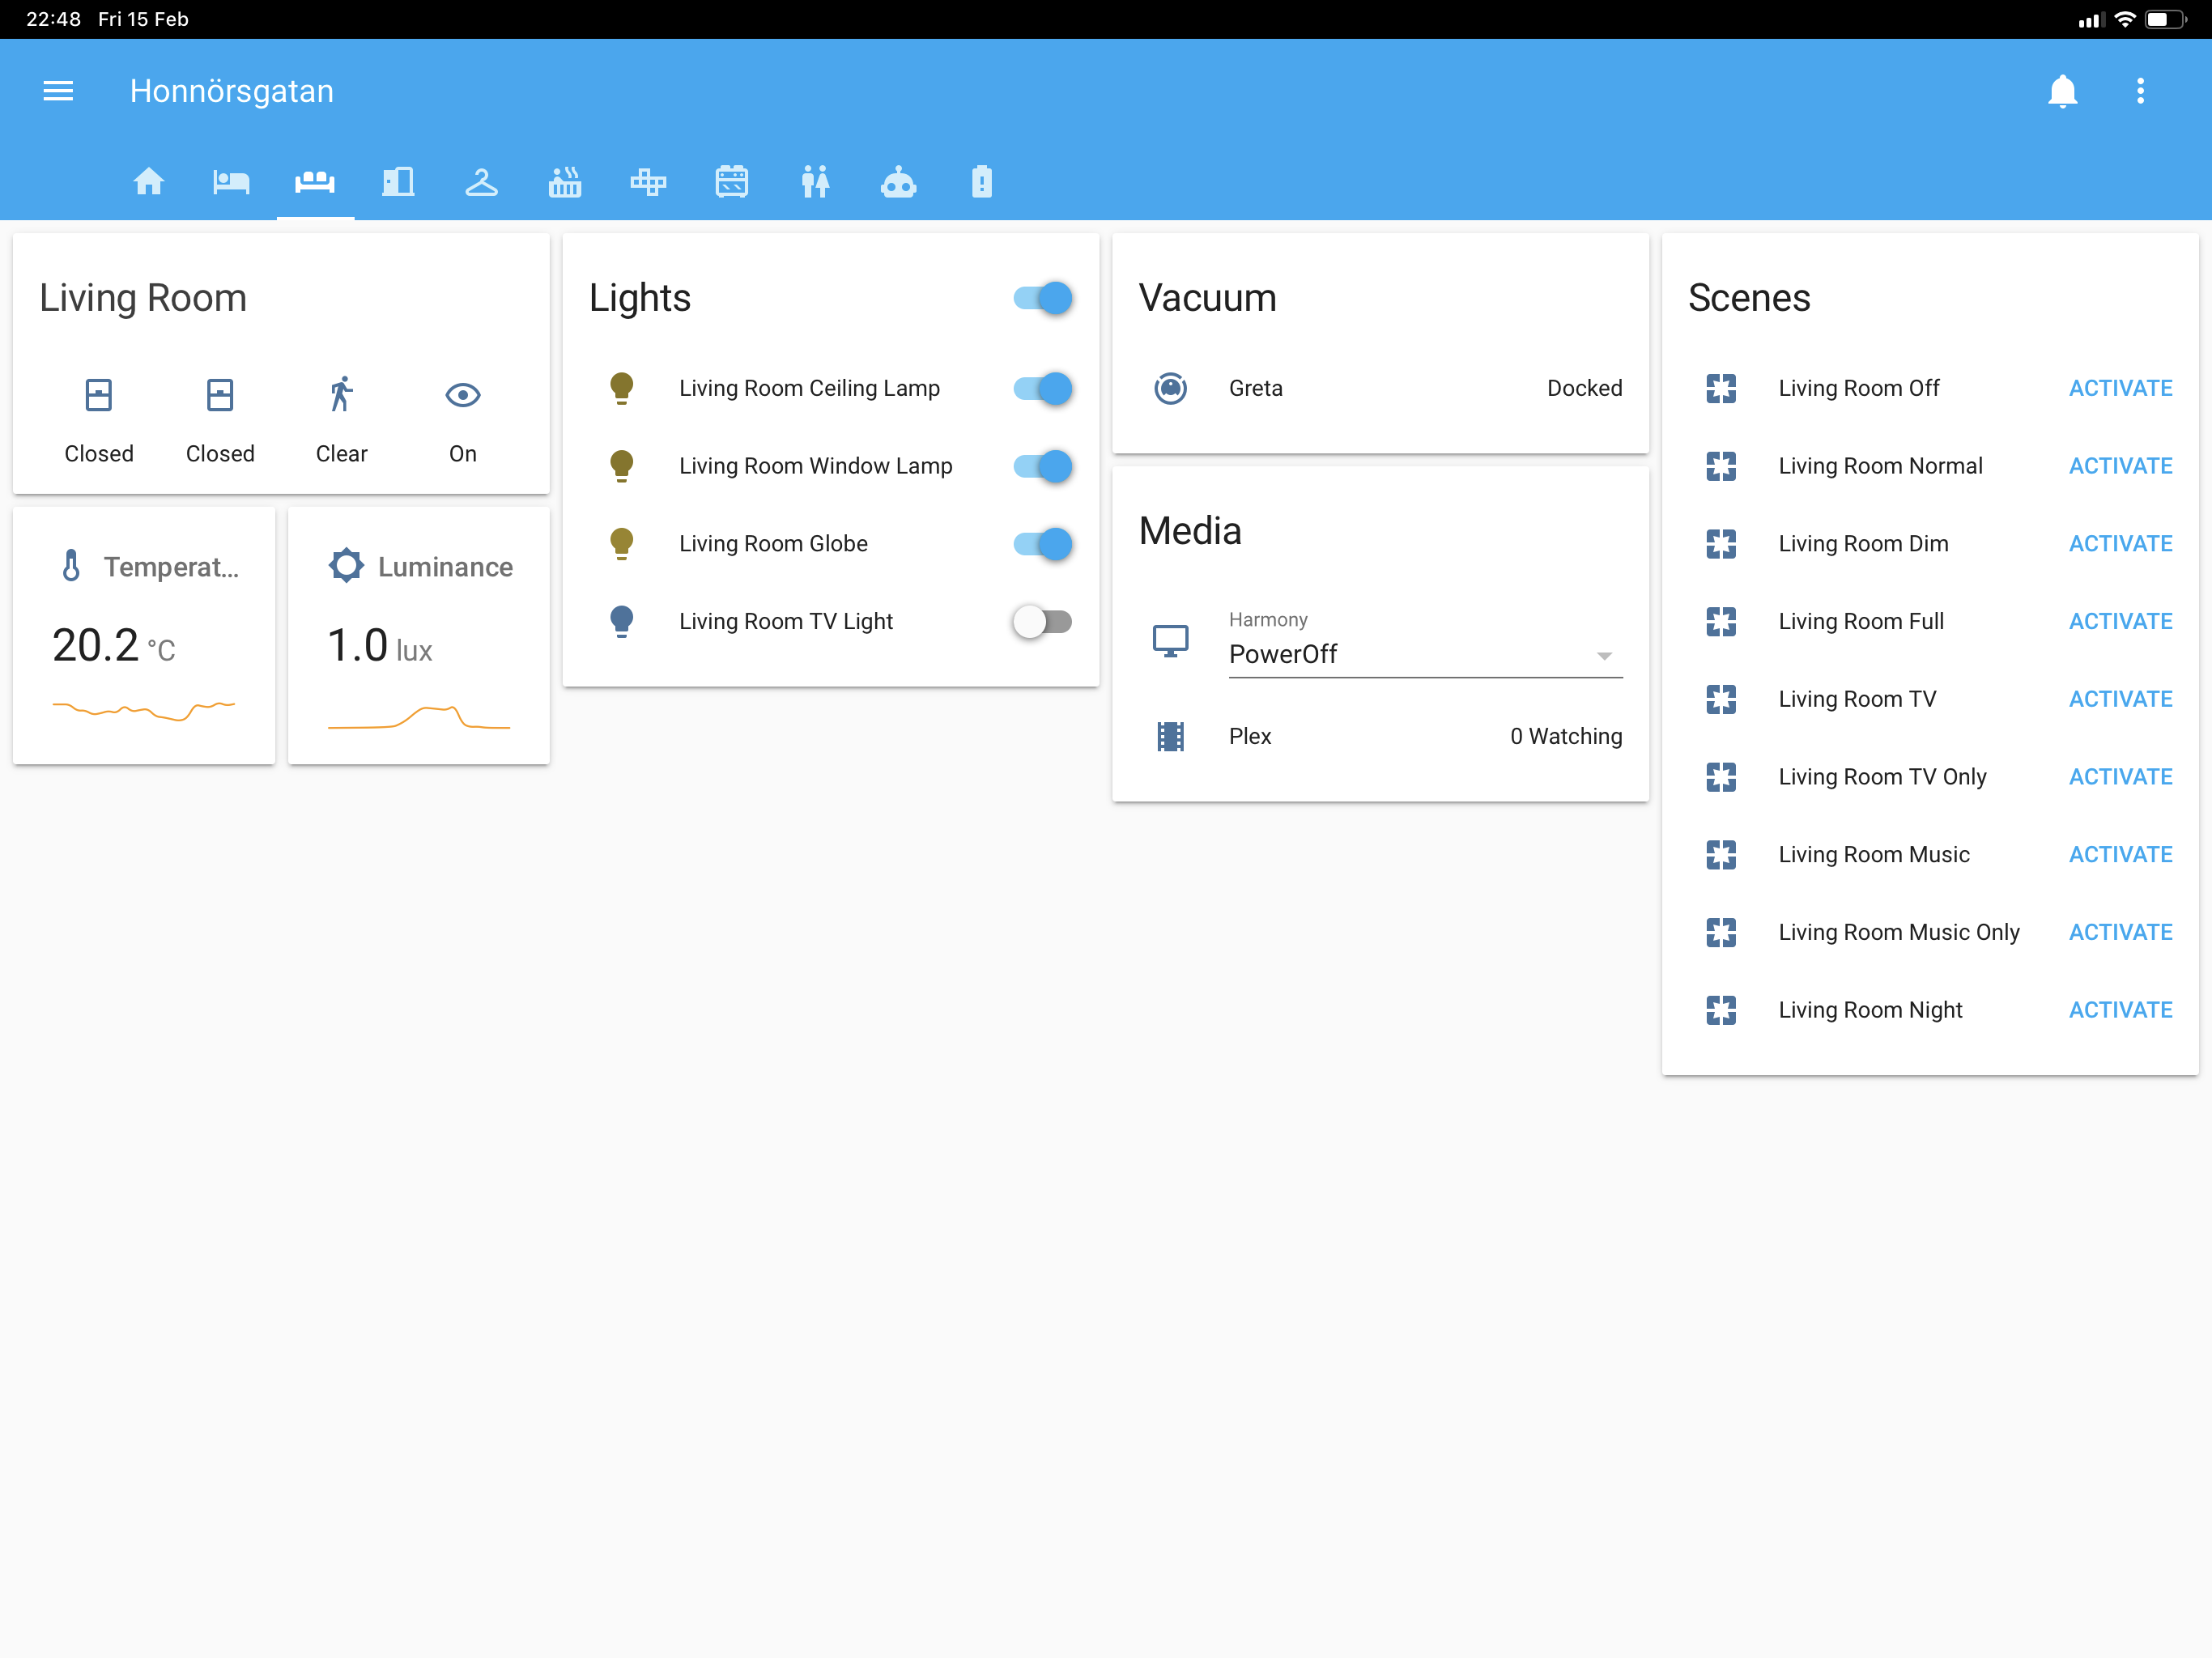 22:48 Fri 15 Feb
Honnörsgatan
Living Room
Closed Closed Clear On
Temperat...
20.2 °C
Luminance
1.0 lux
Lights
Living Room Ceiling Lamp
Living Room Window Lamp
Living Room Globe
Living Room TV Light
Vacuum
Greta Docked
Media
Harmony
PowerOff
Plex 0 Watching
Scenes
Living Room Off ACTIVATE
Living Room Normal ACTIVATE
Living Room Dim ACTIVATE
Living Room Full ACTIVATE
Living Room TV ACTIVATE
Living Room TV Only ACTIVATE
Living Room Music ACTIVATE
Living Room Music Only ACTIVATE
Living Room Night ACTIVATE